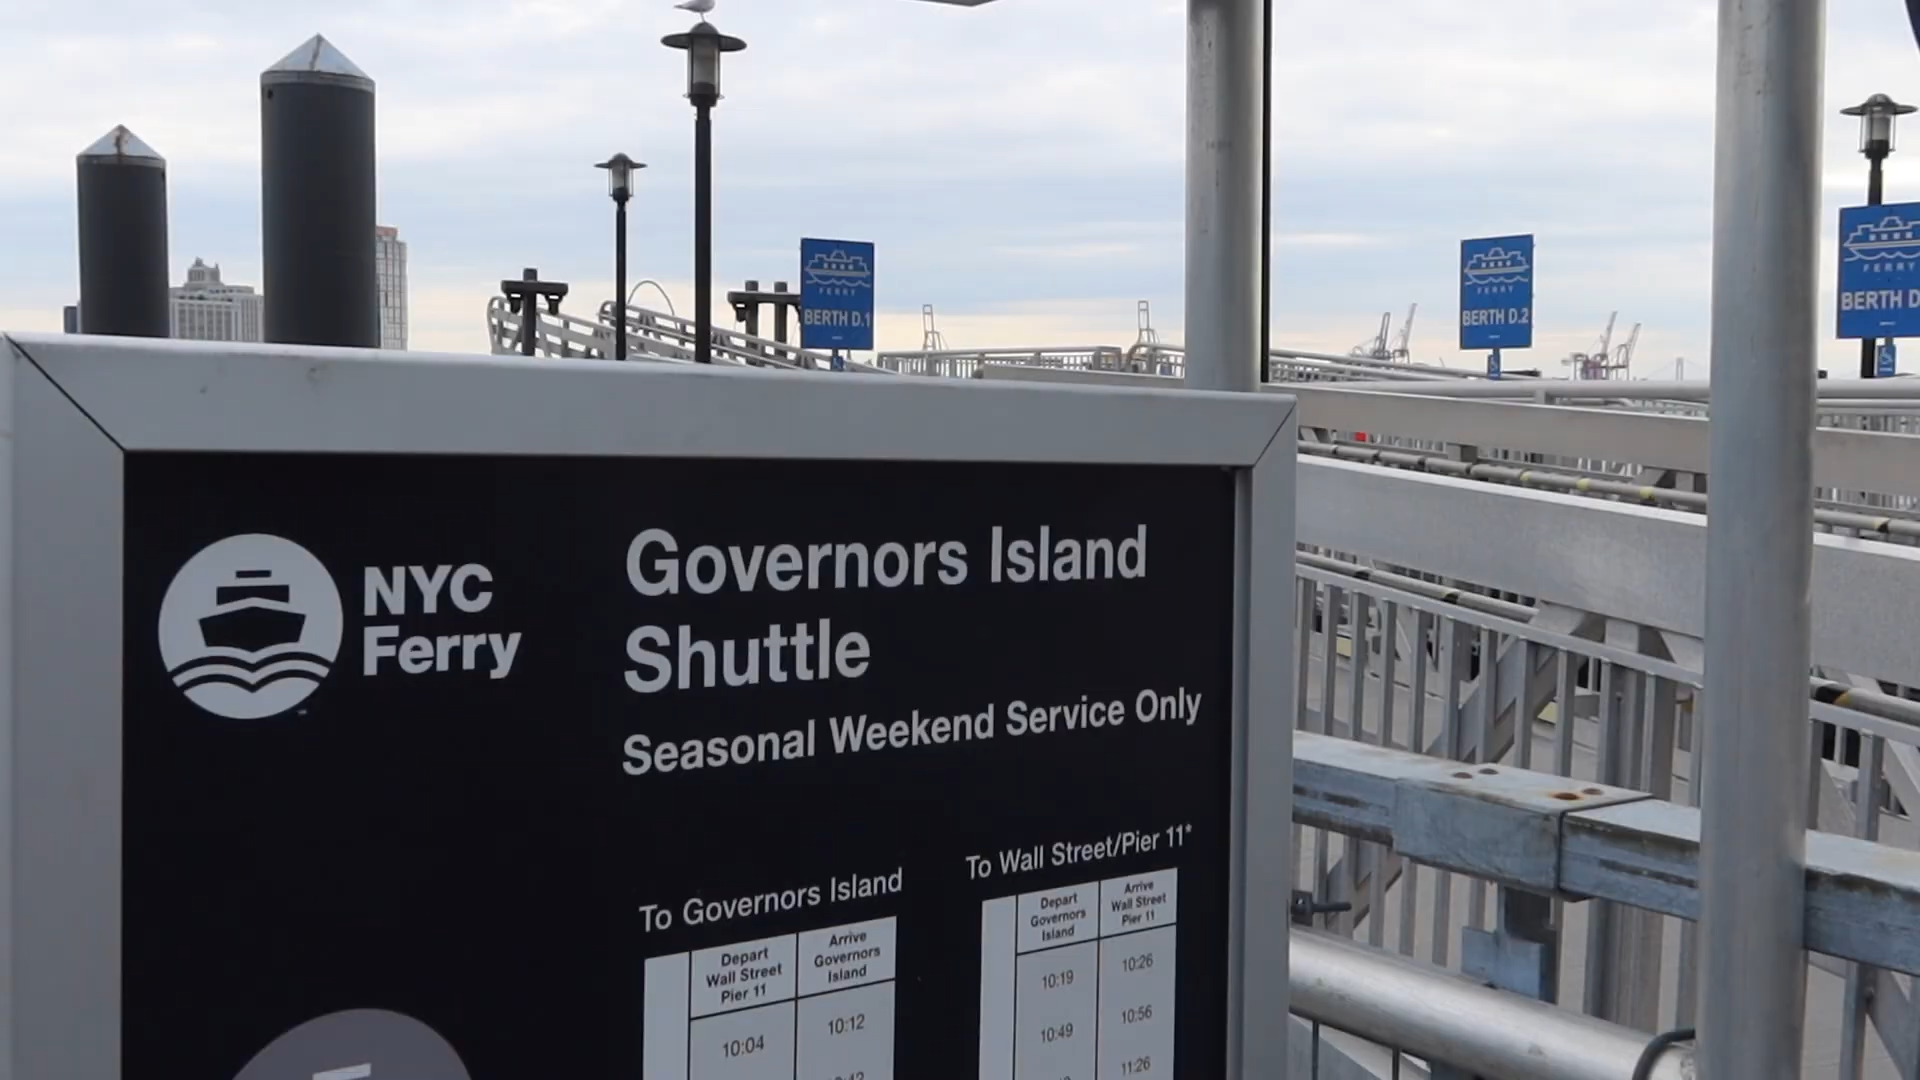 FERRY
BERTH D.1
FERRY
BERTH D.2
FERRY
BERTH D
NYC
Ferry
Governors Island
Shuttle
Seasonal Weekend Service Only
To Governors Island
Depart
Wall Street
Pier 11
Arrive
Governors
Island
10:04
10:12
To Wall Street/Pier 11*
Depart
Governors
Island
Arrive
Wall Street
Pier 11
10:19
10:26
10:49
10:56
11:26